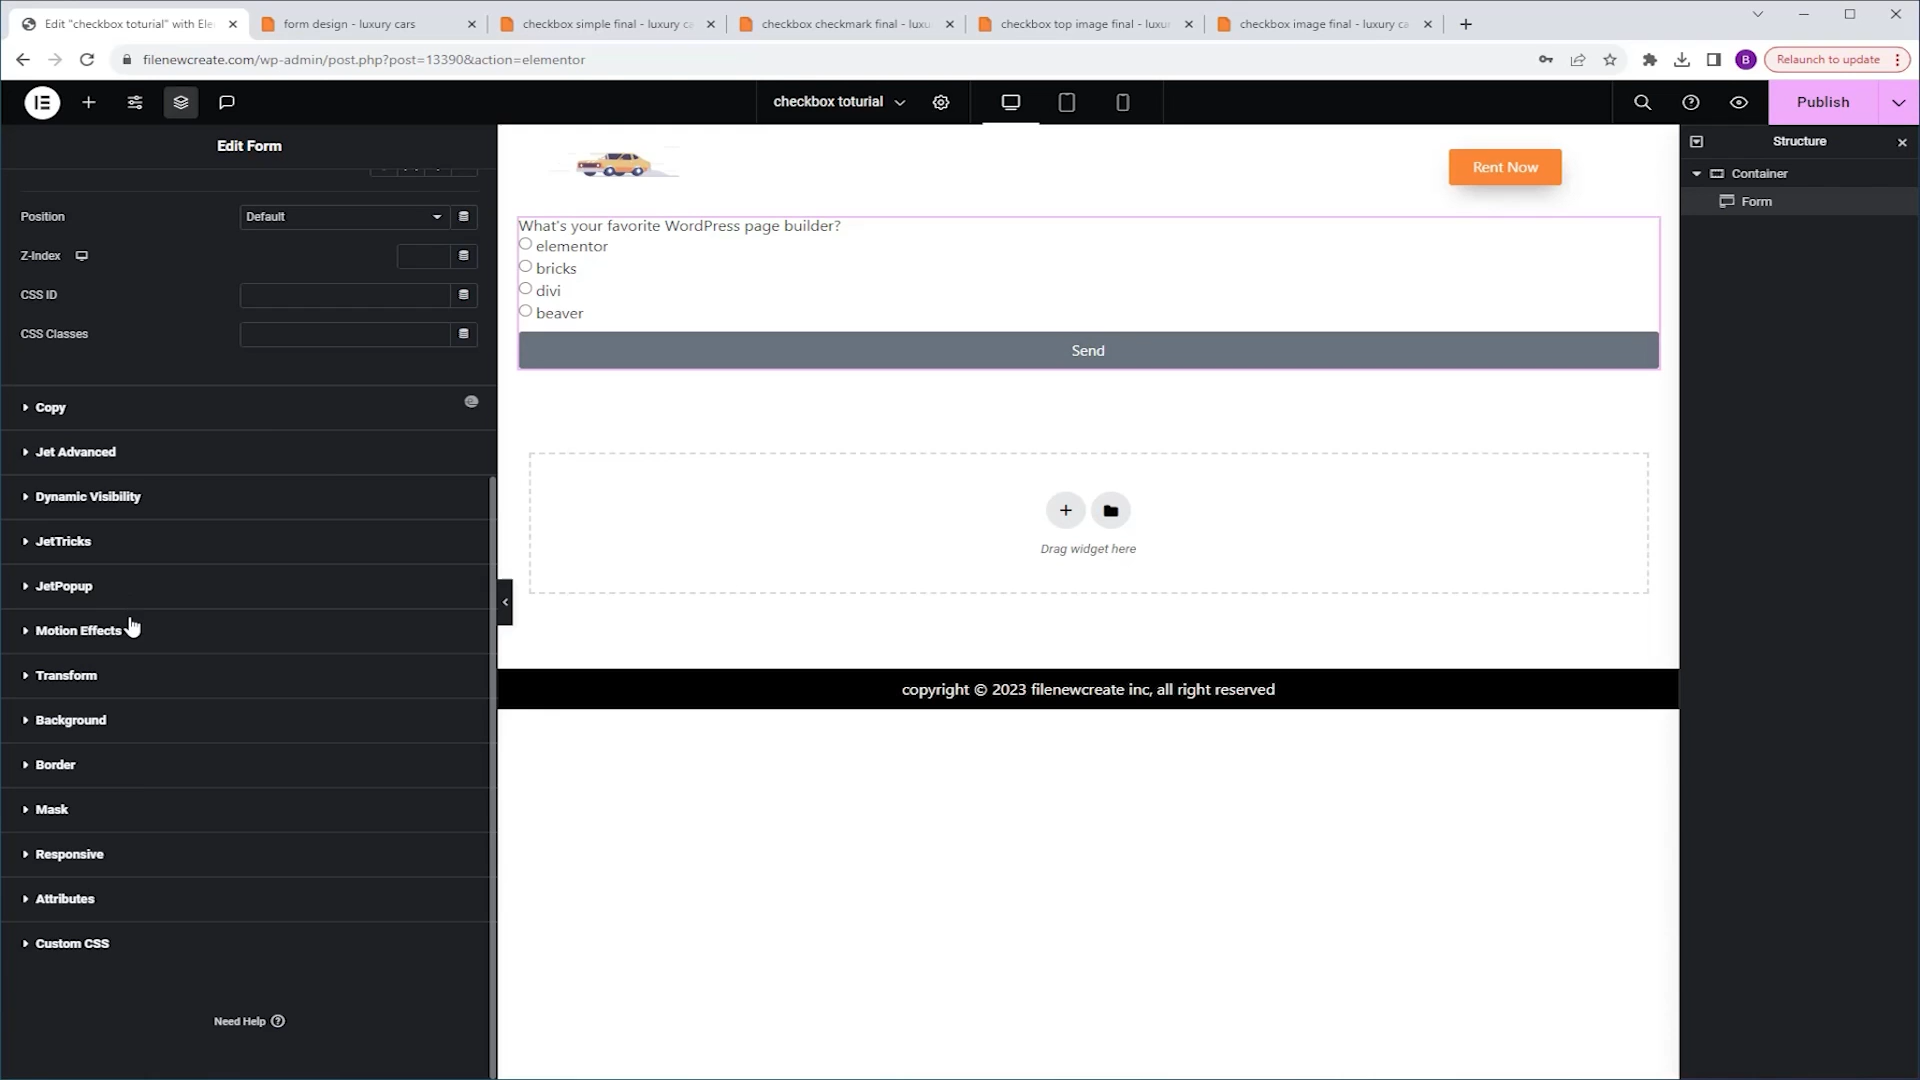 Edit "checkbox toturial" with Ele
form design - luxury cars
checkbox simple final - luxury ca
checkbox checkmark final - luxu
checkbox top image final - luxur
checkbox image final - luxury ca
filenewcreate.com/wp-admin/post.php?post=13390&action=elementor
B
Relaunch to update
checkbox toturial
Publish
Edit Form
Position
Default
Z-Index
CSS ID
CSS Classes
Copy
Jet Advanced
Dynamic Visibility
JetTricks
JetPopup
Motion Effects
Transform
Background
Border
Mask
Responsive
Attributes
Custom CSS
Need Help
Rent Now
What's your favorite WordPress page builder?
elementor
bricks
divi
beaver
Send
Drag widget here
copyright © 2023 filenewcreate inc, all right reserved
Structure
Container
Form